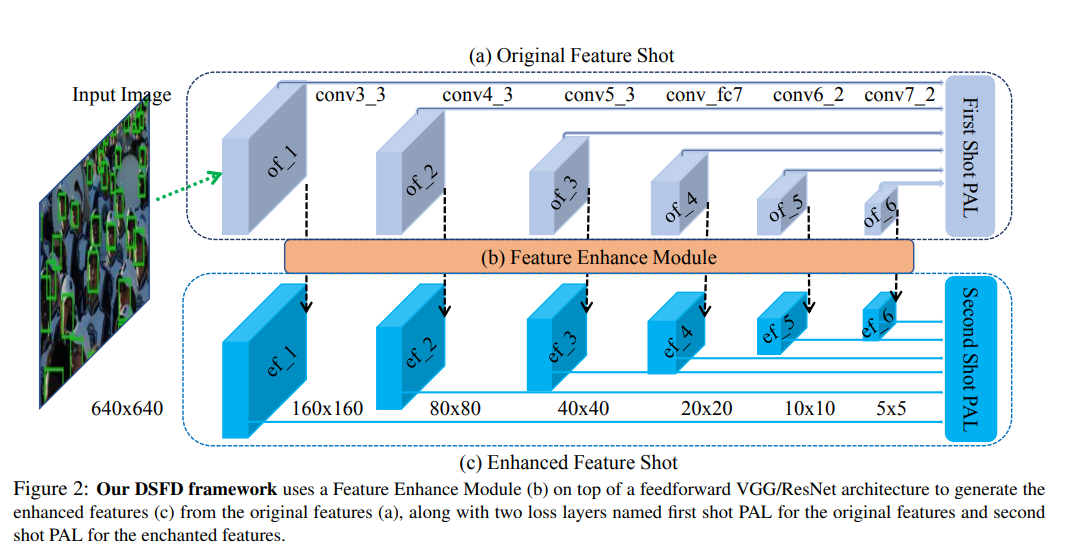 (a) Original Feature Shot
Input Image
conv3_3 conv4_3 conv5_3 conv_fc7 conv6_2 conv7_2
of_1
of_2
of_3
of_4
of_5
of_6
First Shot PAL
(b) Feature Enhance Module
ef_1
ef_2
ef_3
ef_4
ef_5
ef_6
Second Shot PAL
640x640 160x160 80x80 40x40 20x20 10x10 5x5
(c) Enhanced Feature Shot
Figure 2: Our DSFD framework uses a Feature Enhance Module (b) on top of a feedforward VGG/ResNet architecture to generate the
enhanced features (c) from the original features (a), along with two loss layers named first shot PAL for the original features and second
shot PAL for the enchanted features.